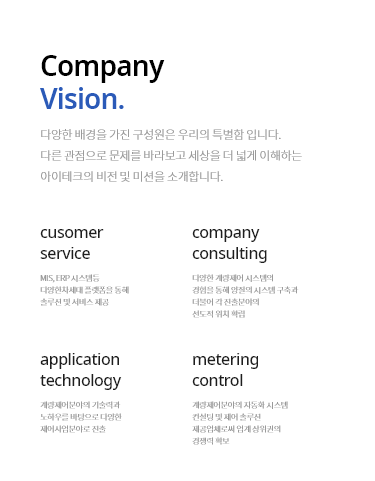 Company
Vision.
다양한 배경을 가진 구성원은 우리의 특별함 입니다.
다른 관점으로 문제를 바라보고 세상을 더 넓게 이해하는
아이테크의 비전 및 미션을 소개합니다.
cusomer
service
MIS, ERP 시스템등
다양한차세대 플랫폼을 통해
솔루션 및 서비스 제공
company
consulting
다양한 계량제어 시스템의
경험을 통해 양질의 시스템 구축과
더불어 각 진출분야의
선도적 위치 확립
application
technology
계량제어분야의 기술력과
노하우를 바탕으로 다양한
제어사업분야로 진출
metering
control
계량제어분야의 자동화 시스템
컨설팅 및 제어 솔루션
제공업체로써 업계 상위권의
경쟁력 확보